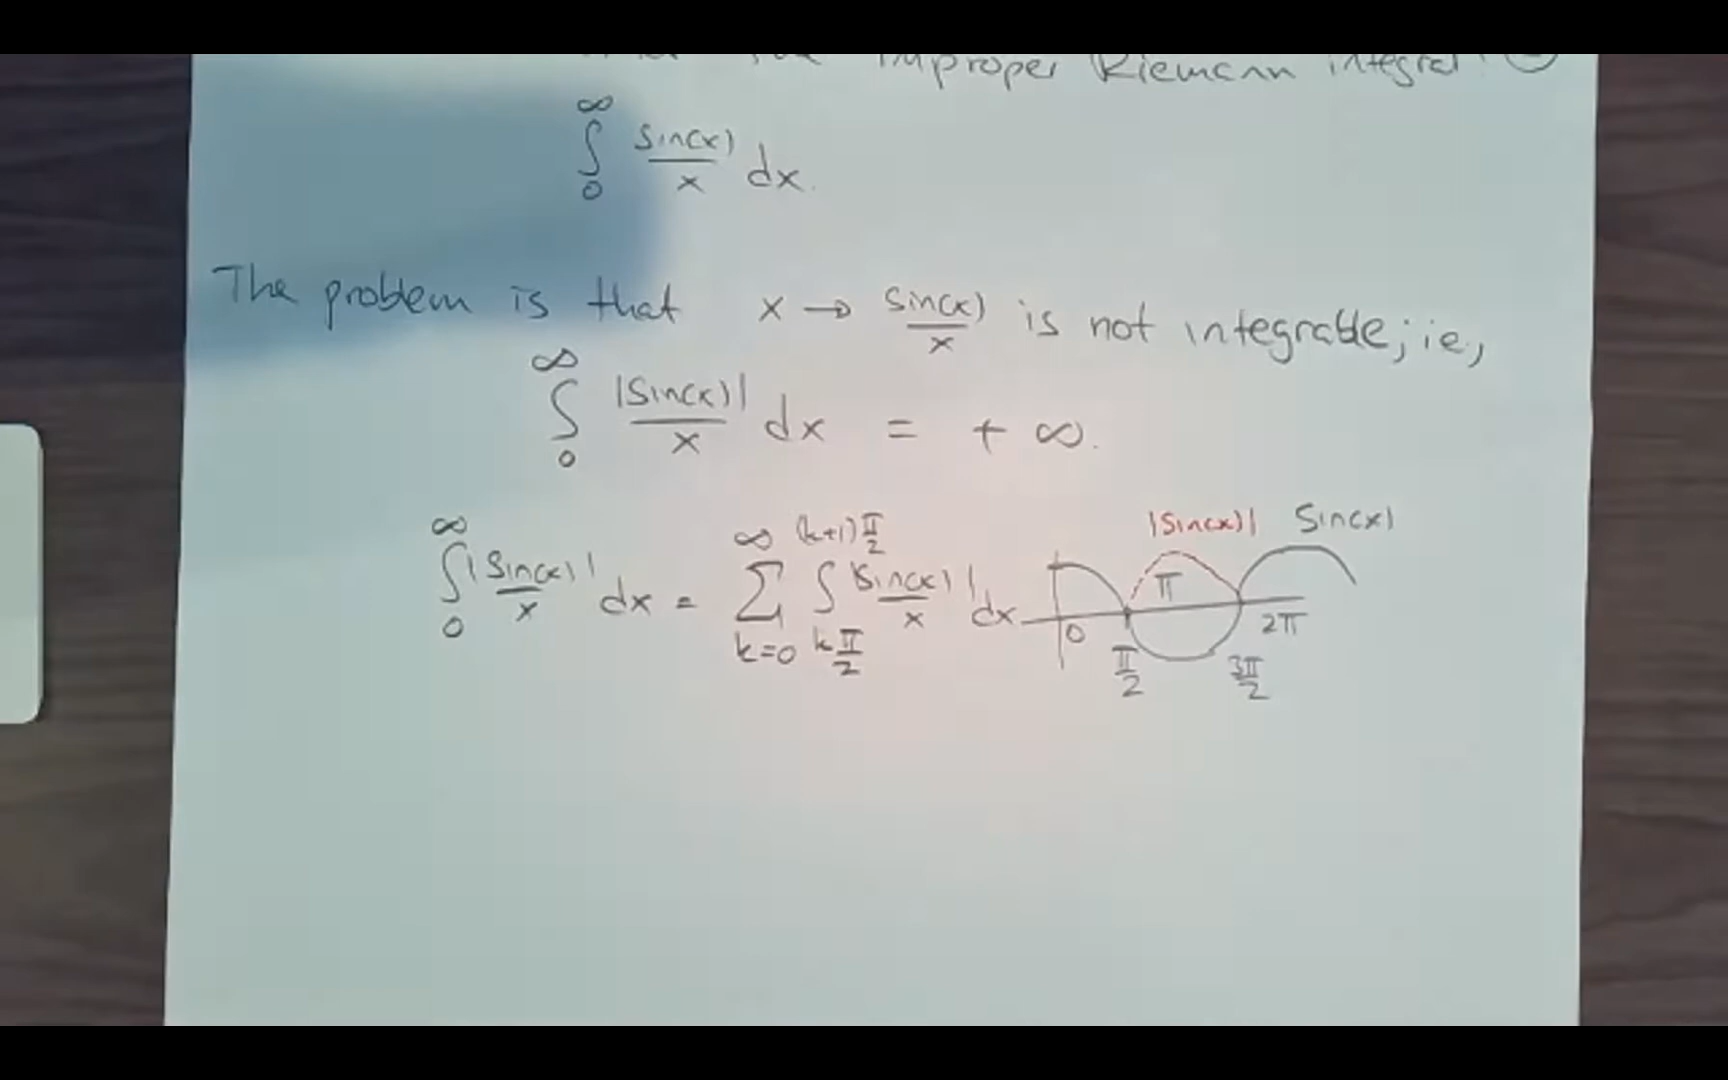 improper Riemann integral
∞ ∫ 0 sin(x)/x dx.
The problem is that x → sin(x)/x is not integrable; ie,
∞ ∫ 0 |sin(x)|/x dx = + ∞.
∞ ∫ 0 |sin(x)|/x dx = ∞ Σ k=0 (k+1)π/2 ∫ kπ/2 |sin(x)|/x dx
|sin(x)| sin(x)
π
0 π/2 3π/2 2π